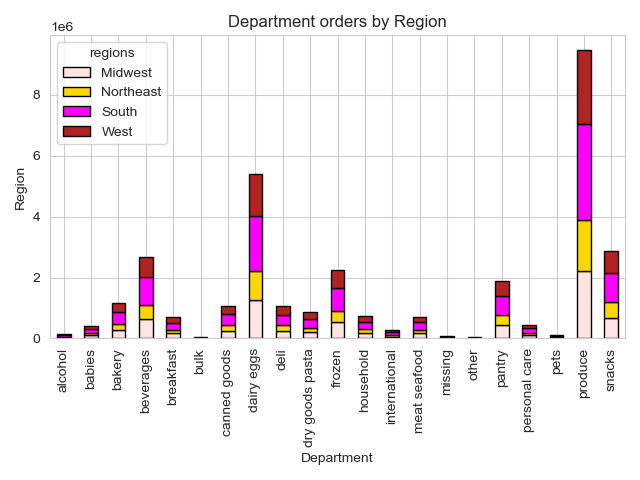 Department orders by Region
1e6
regions
Midwest
Northeast
South
West
8
6
4
2
0
Region
alcohol
babies
bakery
beverages
breakfast
bulk
canned goods
dairy eggs
deli
dry goods pasta
frozen
household
international
meat seafood
missing
other
pantry
personal care
pets
produce
snacks
Department